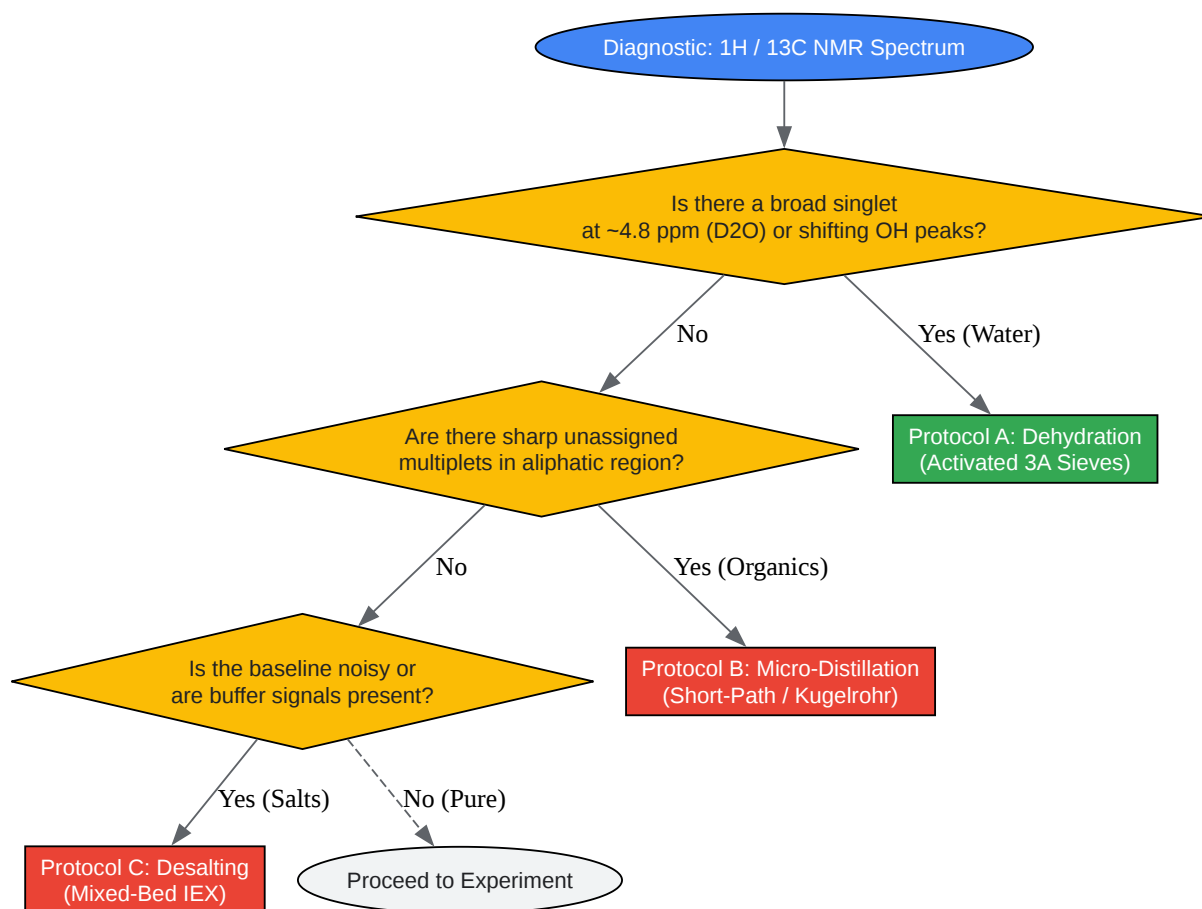 Diagnostic: 1H / 13C NMR Spectrum
Is there a broad singlet
at ~4.8 ppm (D2O) or shifting OH peaks?
No
Yes (Water)
Are there sharp unassigned
multiplets in aliphatic region?
Protocol A: Dehydration
(Activated 3A Sieves)
No
Yes (Organics)
Is the baseline noisy or
are buffer signals present?
Protocol B: Micro-Distillation
(Short-Path / Kugelrohr)
Yes (Salts)
No (Pure)
Protocol C: Desalting
(Mixed-Bed IEX)
Proceed to Experiment